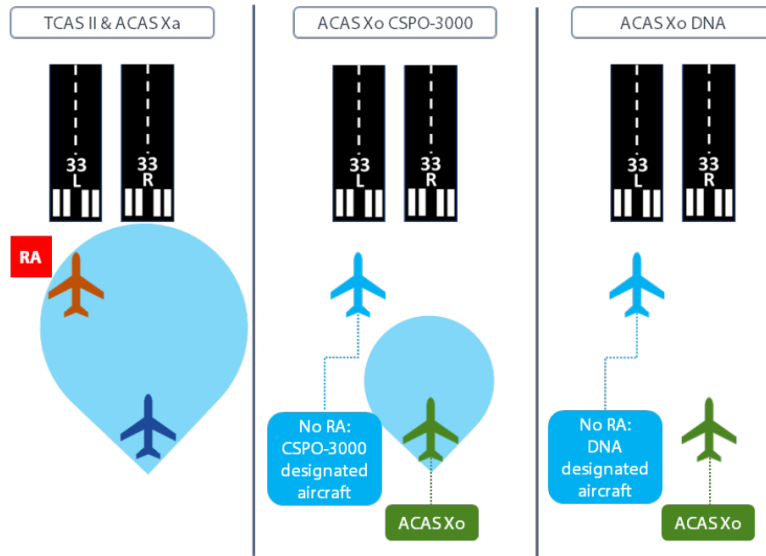 TCAS II & ACAS Xa
33
L
33
R
RA
ACAS Xo CSPO-3000
33
L
33
R
No RA:
CSPO-3000
designated
aircraft
ACAS Xo
ACAS Xo DNA
33
L
33
R
No RA:
DNA
designated
aircraft
ACAS Xo